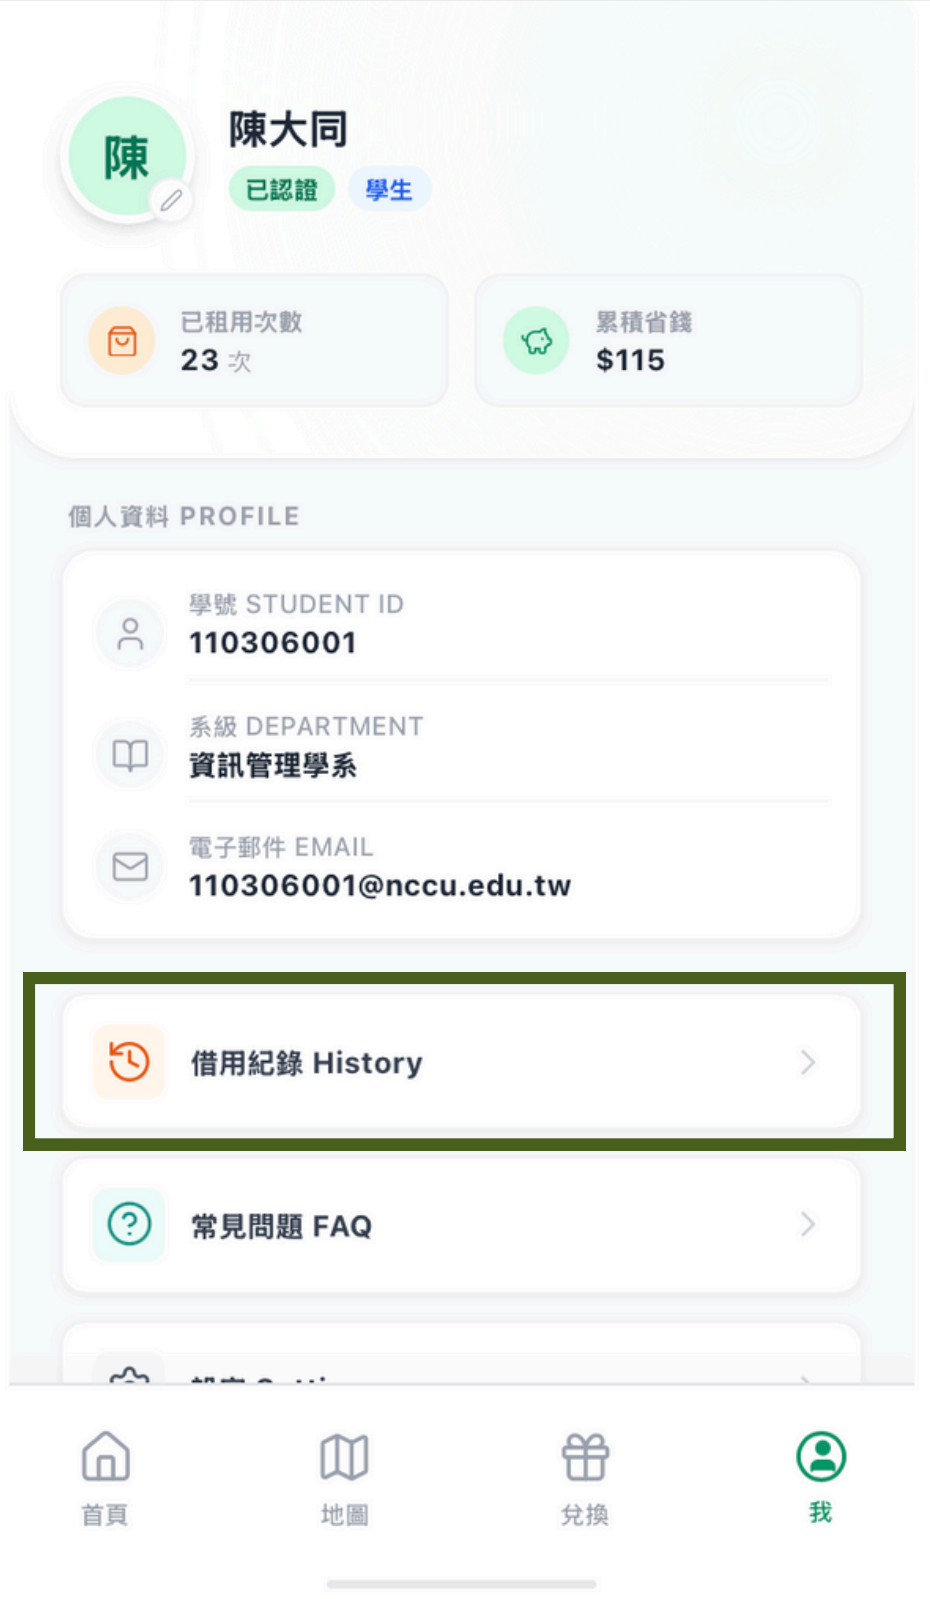 陳
陳大同
已認證 學生
已租用次數
23 次
累積省錢
$115
個人資料 PROFILE
學號 STUDENT ID
110306001
系級 DEPARTMENT
資訊管理學系
電子郵件 EMAIL
110306001@nccu.edu.tw
借用紀錄 History
常見問題 FAQ
首頁
地圖
兌換
我